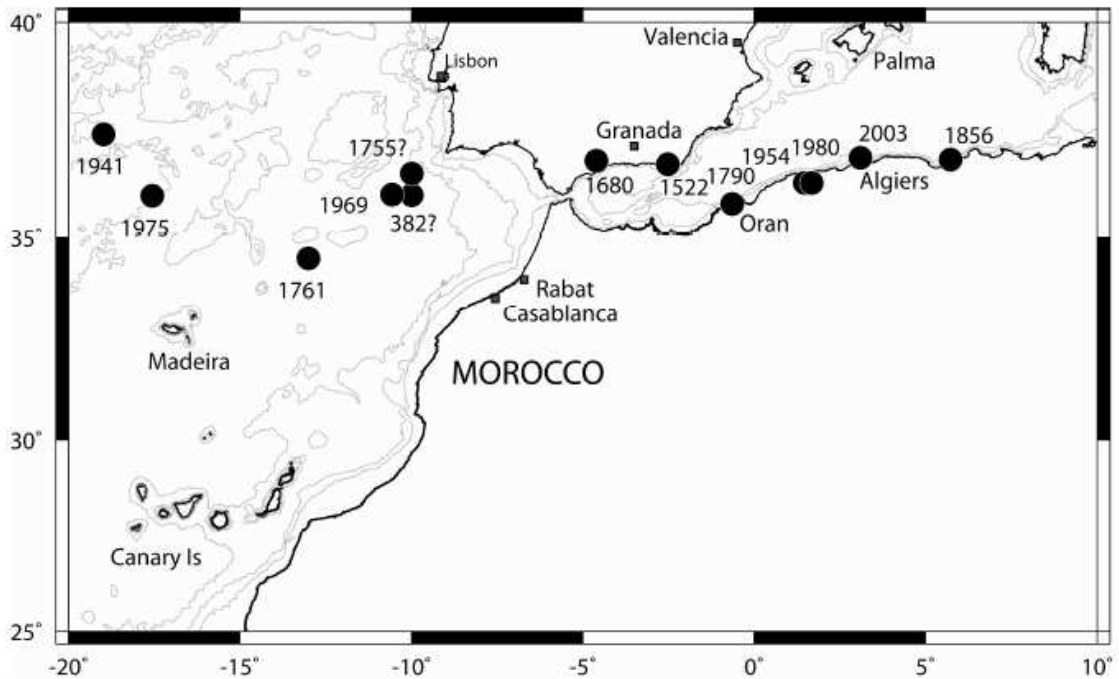 40˚
Valencia
Palma
Lisbon
Granada
2003
1856
1941
1755?
1954
1980
1680
1522
1790
Algiers
1975
1969
382?
Oran
35˚
1761
Rabat
Casablanca
Madeira
MOROCCO
30˚
Canary Is
25˚
-20˚
-15˚
-10˚
-5˚
0˚
5˚
10˚